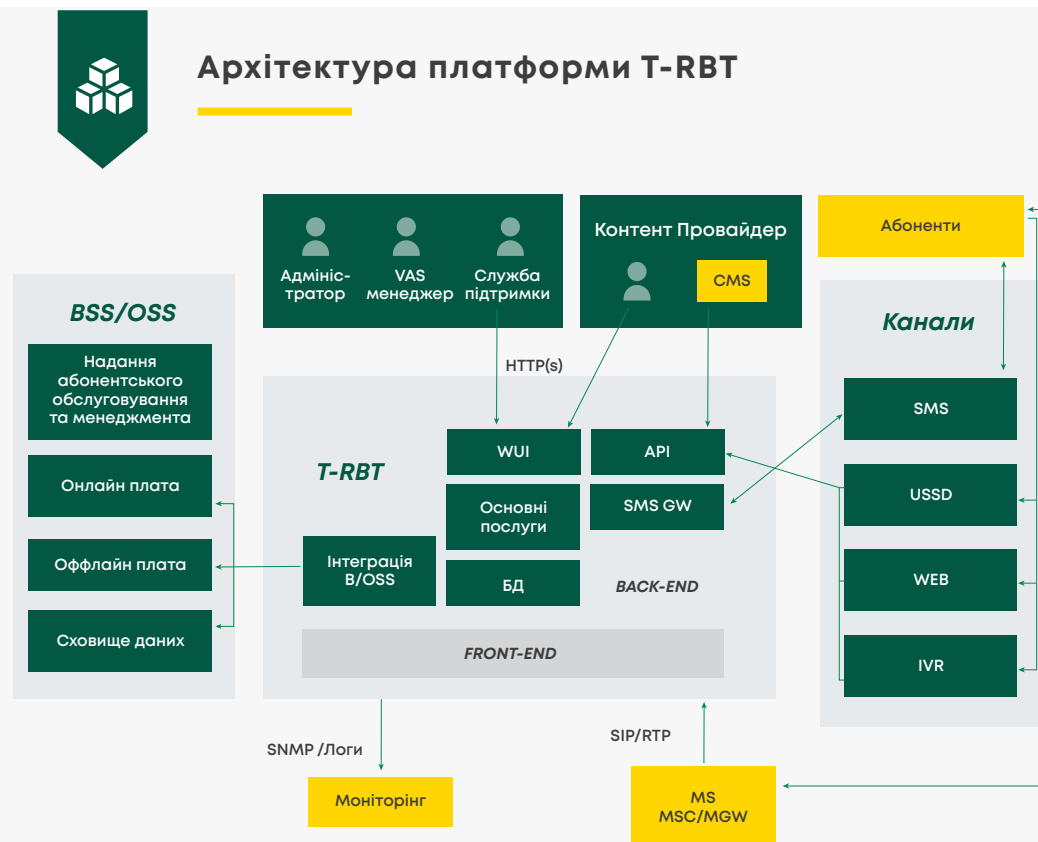 Архітектура платформи T-RBT
Адмініс-
тратор
VAS
менеджер
Служба
підтримки
Контент Провайдер
CMS
Абоненти
BSS/OSS
Надання
абонентського
обслуговування
та менеджмента
Онлайн плата
Оффлайн плата
Сховище даних
HTTP(s)
T-RBT
WUI
API
Основні
послуги
SMS GW
Інтеграція
B/OSS
БД
BACK-END
FRONT-END
Канали
SMS
USSD
WEB
IVR
SNMP /Логи
SIP/RTP
Моніторінг
MS
MSC/MGW